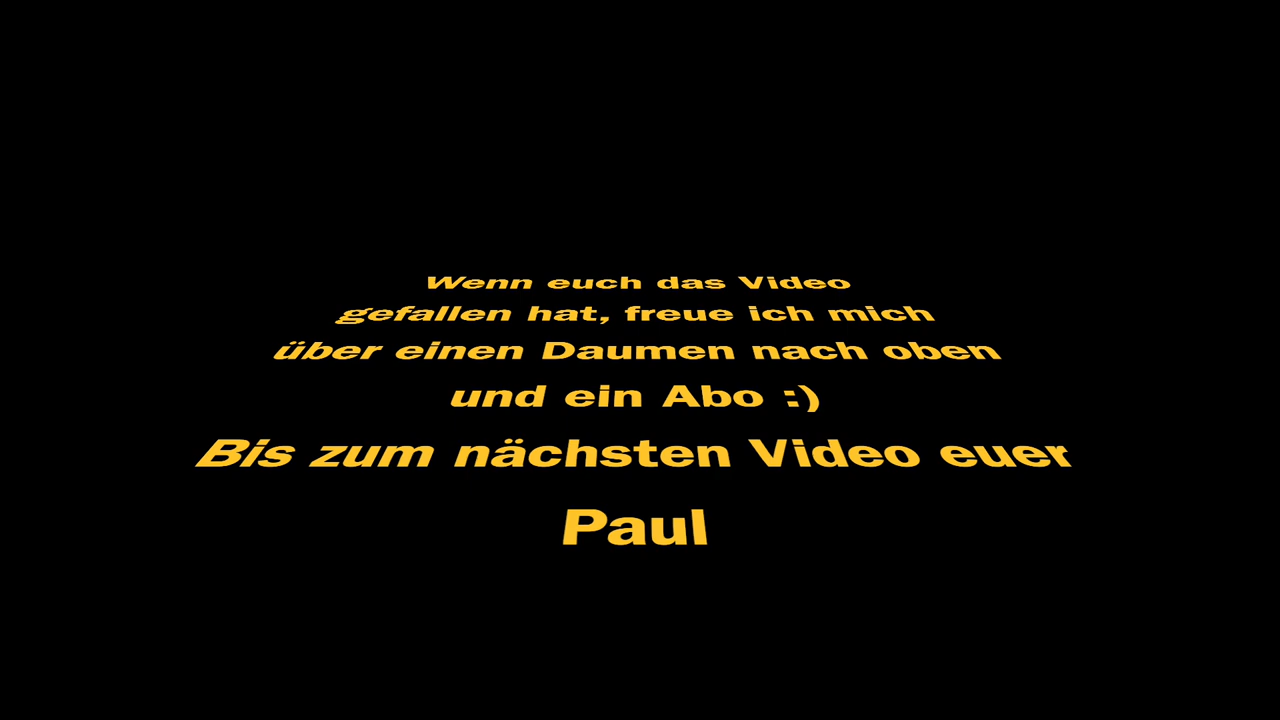 Wenn euch das Video
gefallen hat, freue ich mich
über einen Daumen nach oben
und ein Abo :)
Bis zum nächsten Video euer
Paul